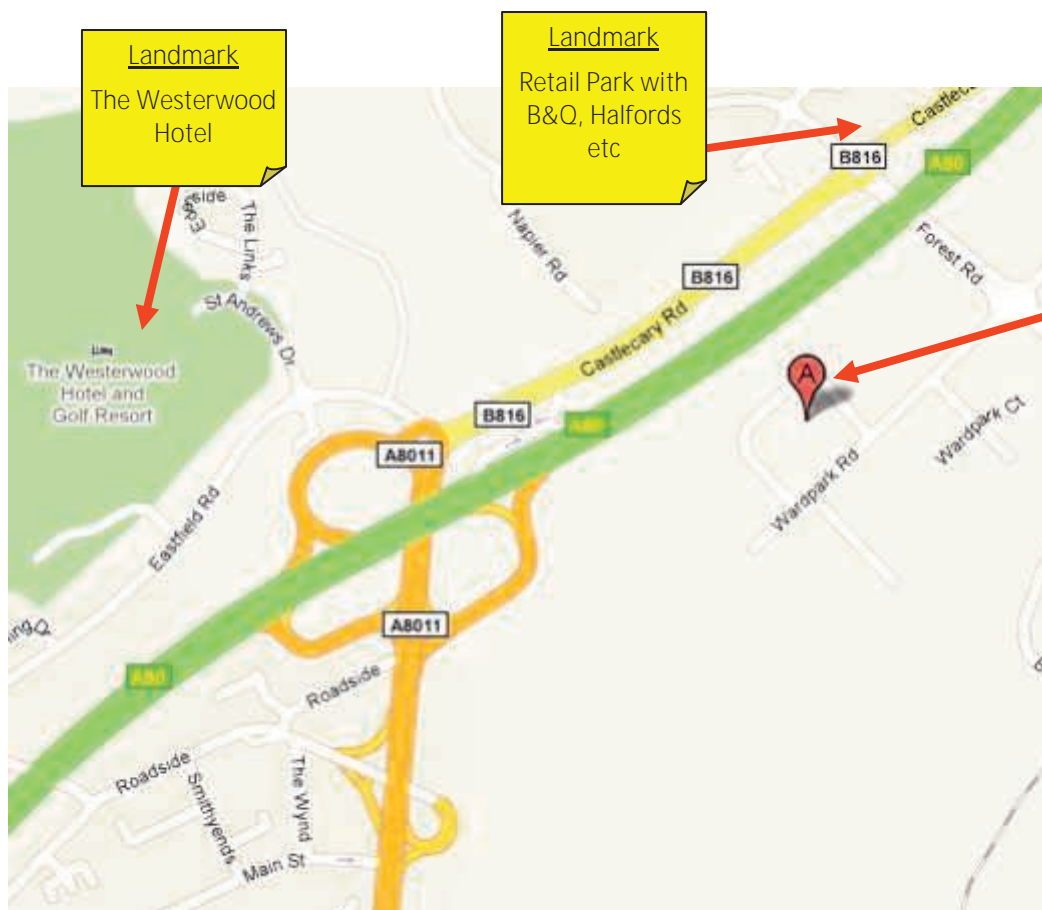 Landmark
The Westerwood
Hotel
Landmark
Retail Park with
B&Q, Halfords
etc
B816
A80
The Links
Napier Rd
Forest Rd
B816
St Andrews Dr
Castlecary Rd
The Westerwood
Hotel and
Golf Resort
A
B816
A80
A8011
Wardpark Ct
Wardpark Rd
Eastfield Rd
A8011
A80
Roadside
Roadside
The Wynd
Smithyends
Main St